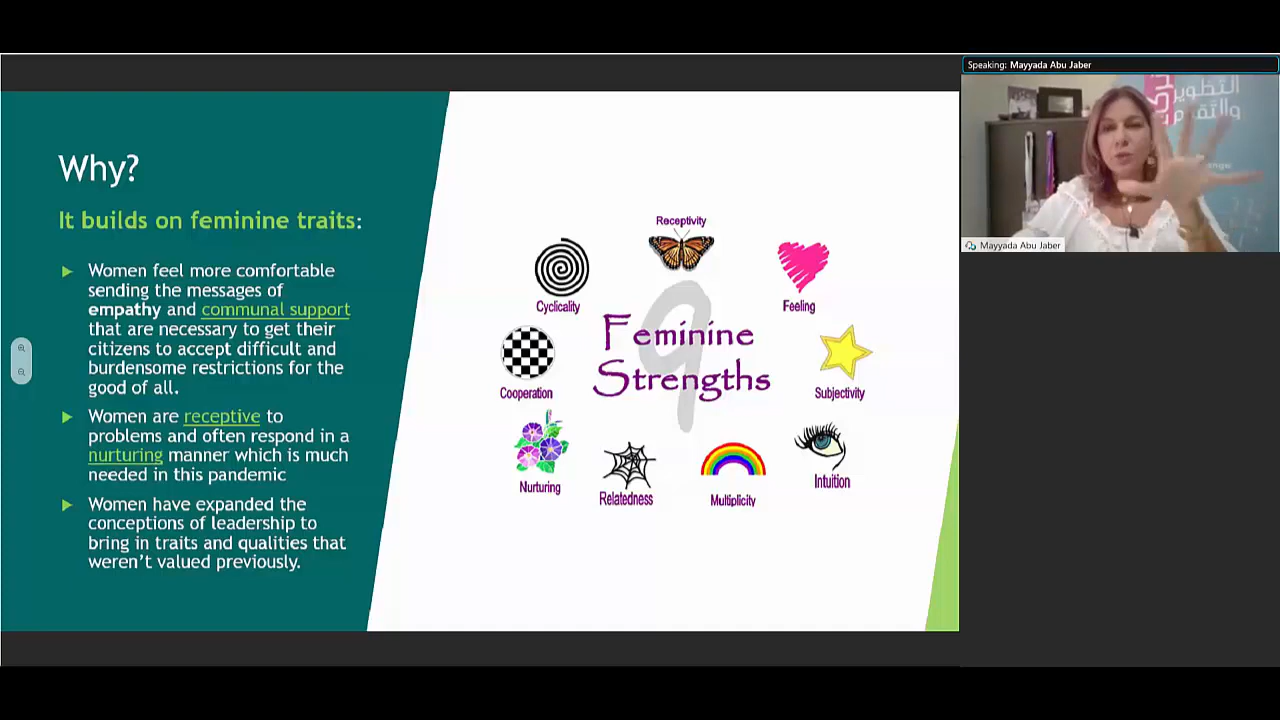 Speaking: Mayyada Abu Jaber
التطوير
والتقدم
Mayyada Abu Jaber
Why?
It builds on feminine traits:
Women feel more comfortable
sending the messages of
empathy and communal support
that are necessary to get their
citizens to accept difficult and
burdensome restrictions for the
good of all.
Women are receptive to
problems and often respond in a
nurturing manner which is much
needed in this pandemic
Women have expanded the
conceptions of leadership to
bring in traits and qualities that
weren't valued previously.
9
Feminine
Strengths
Receptivity
Feeling
Subjectivity
Intuition
Multiplicity
Relatedness
Nurturing
Cooperation
Cyclicality